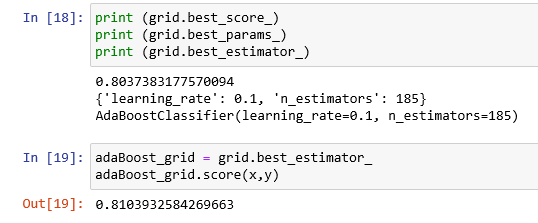 In [18]: print (grid.best_score_)
print (grid.best_params_)
print (grid.best_estimator_)
0.8037383177570094
{'learning_rate': 0.1, 'n_estimators': 185}
AdaBoostClassifier(learning_rate=0.1, n_estimators=185)
In [19]: adaBoost_grid = grid.best_estimator_
adaBoost_grid.score(x,y)
Out[19]: 0.8103932584269663